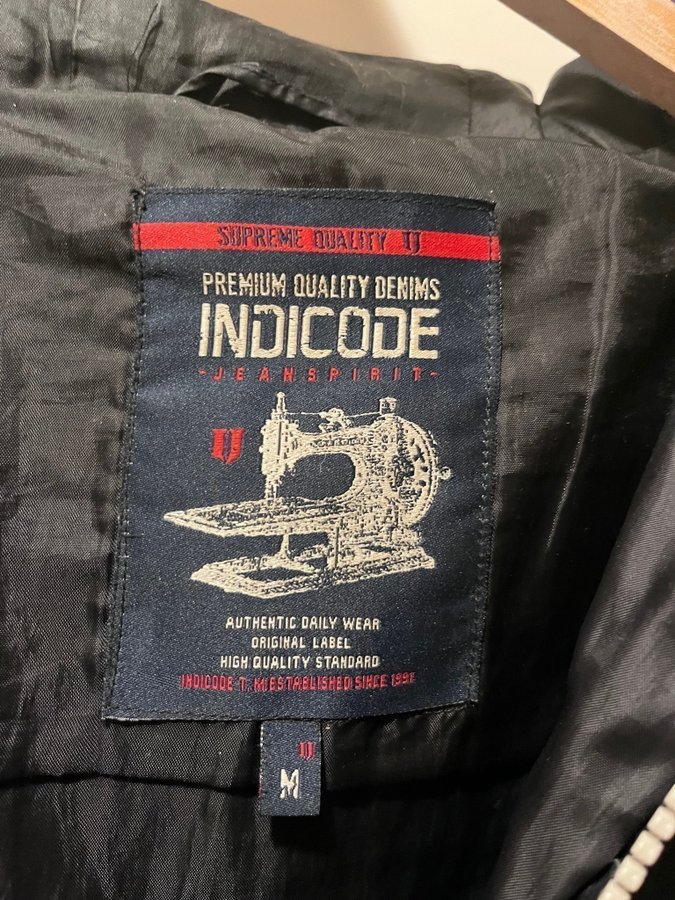 SUPREME QUALITY IJ
PREMIUM QUALITY DENIMS
INDICODE
-JEANSPIRIT-
IJ
AUTHENTIC DAILY WEAR
ORIGINAL LABEL
HIGH QUALITY STANDARD
INDICODE T.M ESTABLISHED SINCE 1997
IJ
M